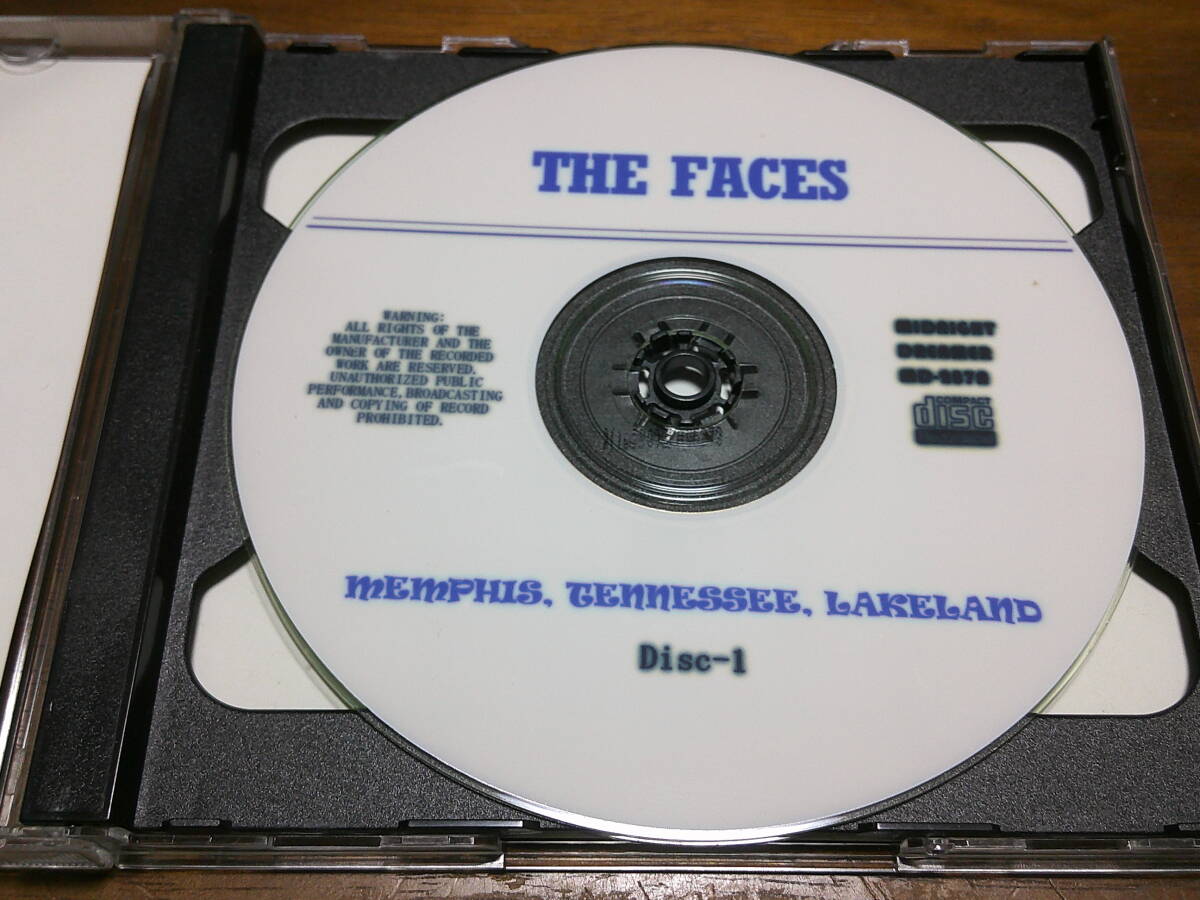 THE FACES
WARNING:
ALL RIGHTS OF THE
MANUFACTURER AND THE
OWNER OF THE RECORDED
WORK ARE RESERVED.
UNAUTHORIZED PUBLIC
PERFORMANCE, BROADCASTING
AND COPYING OF RECORD
PROHIBITED.
MIDNIGHT
DREAMER
COMPACT
disc
MEMPHIS, TENNESSEE, LAKELAND
Disc-1